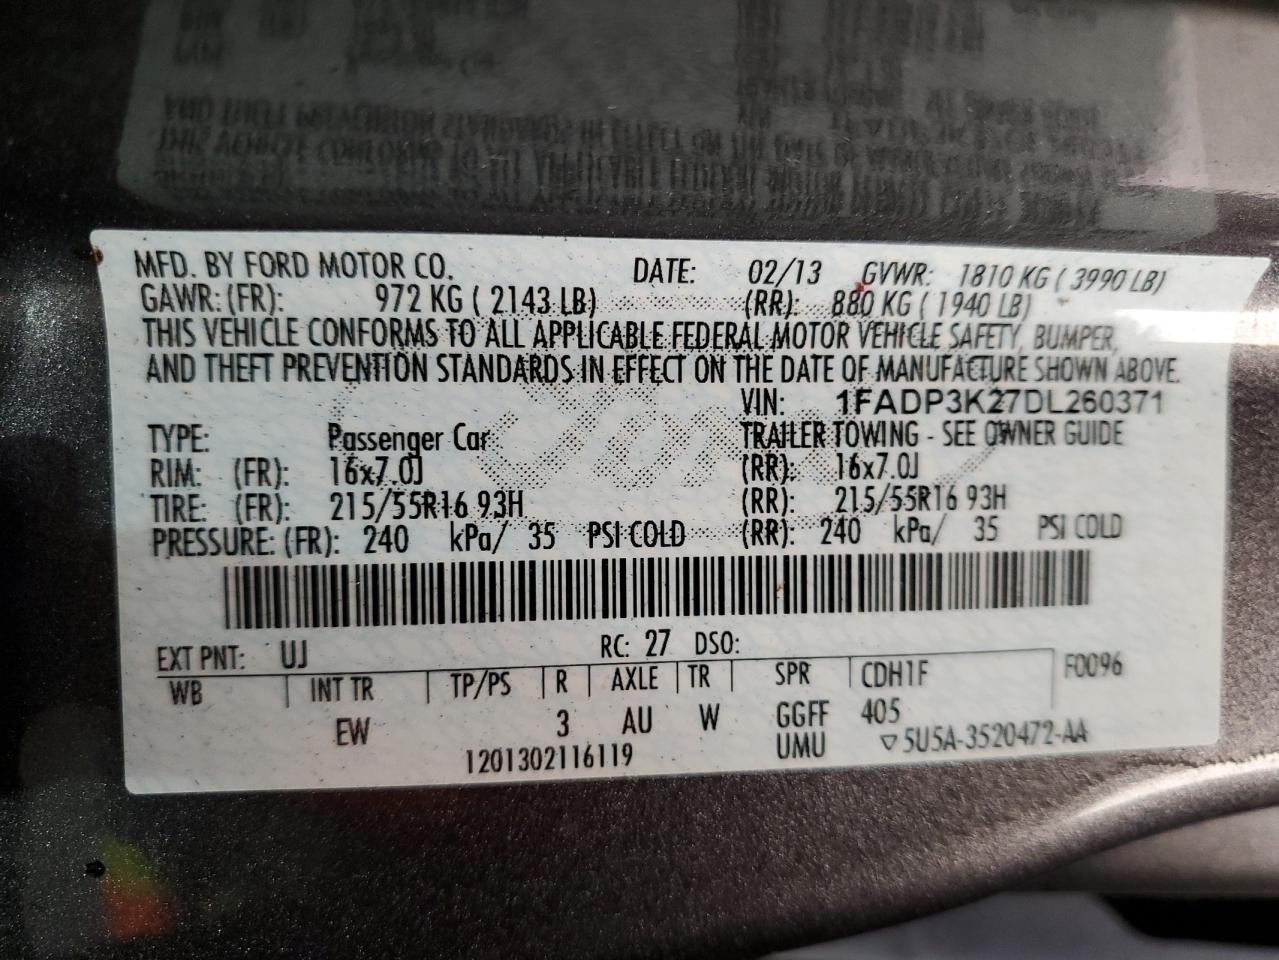 MFD. BY FORD MOTOR CO. DATE: 02/13 GVWR: 1810 KG ( 3990 LB)
GAWR: (FR): 972 KG ( 2143 LB) (RR): 880 KG ( 1940 LB)
THIS VEHICLE CONFORMS TO ALL APPLICABLE FEDERAL MOTOR VEHICLE SAFETY, BUMPER,
AND THEFT PREVENTION STANDARDS IN EFFECT ON THE DATE OF MANUFACTURE SHOWN ABOVE.
VIN: 1FADP3K27DL260371
TYPE: Passenger Car TRAILER TOWING - SEE OWNER GUIDE
RIM: (FR): 16x7.0J (RR): 16x7.0J
TIRE: (FR): 215/55R16 93H (RR): 215/55R16 93H
PRESSURE: (FR): 240 kPa/ 35 PSI COLD (RR): 240 kPa/ 35 PSI COLD
EXT PNT: UJ RC: 27 DSO:
WB INT TR TP/PS R AXLE TR SPR CDH1F F0096
EW 3 AU W GGFF 405
1201302116119 UMU ▽5U5A-3520472-AA